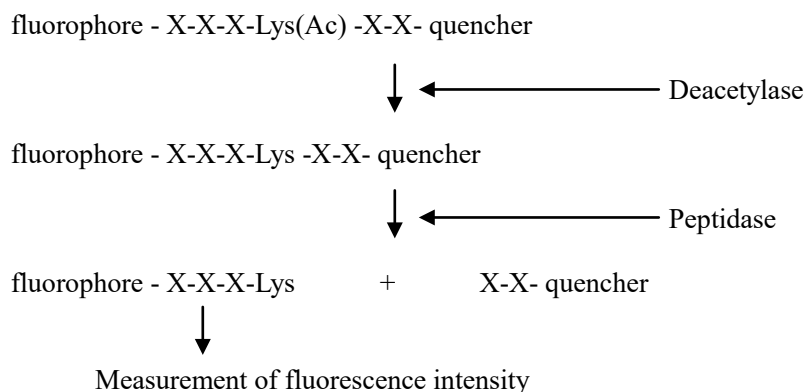 fluorophore - X-X-X-Lys(Ac) -X-X- quencher
Deacetylase
fluorophore - X-X-X-Lys -X-X- quencher
Peptidase
fluorophore - X-X-X-Lys + X-X- quencher
Measurement of fluorescence intensity